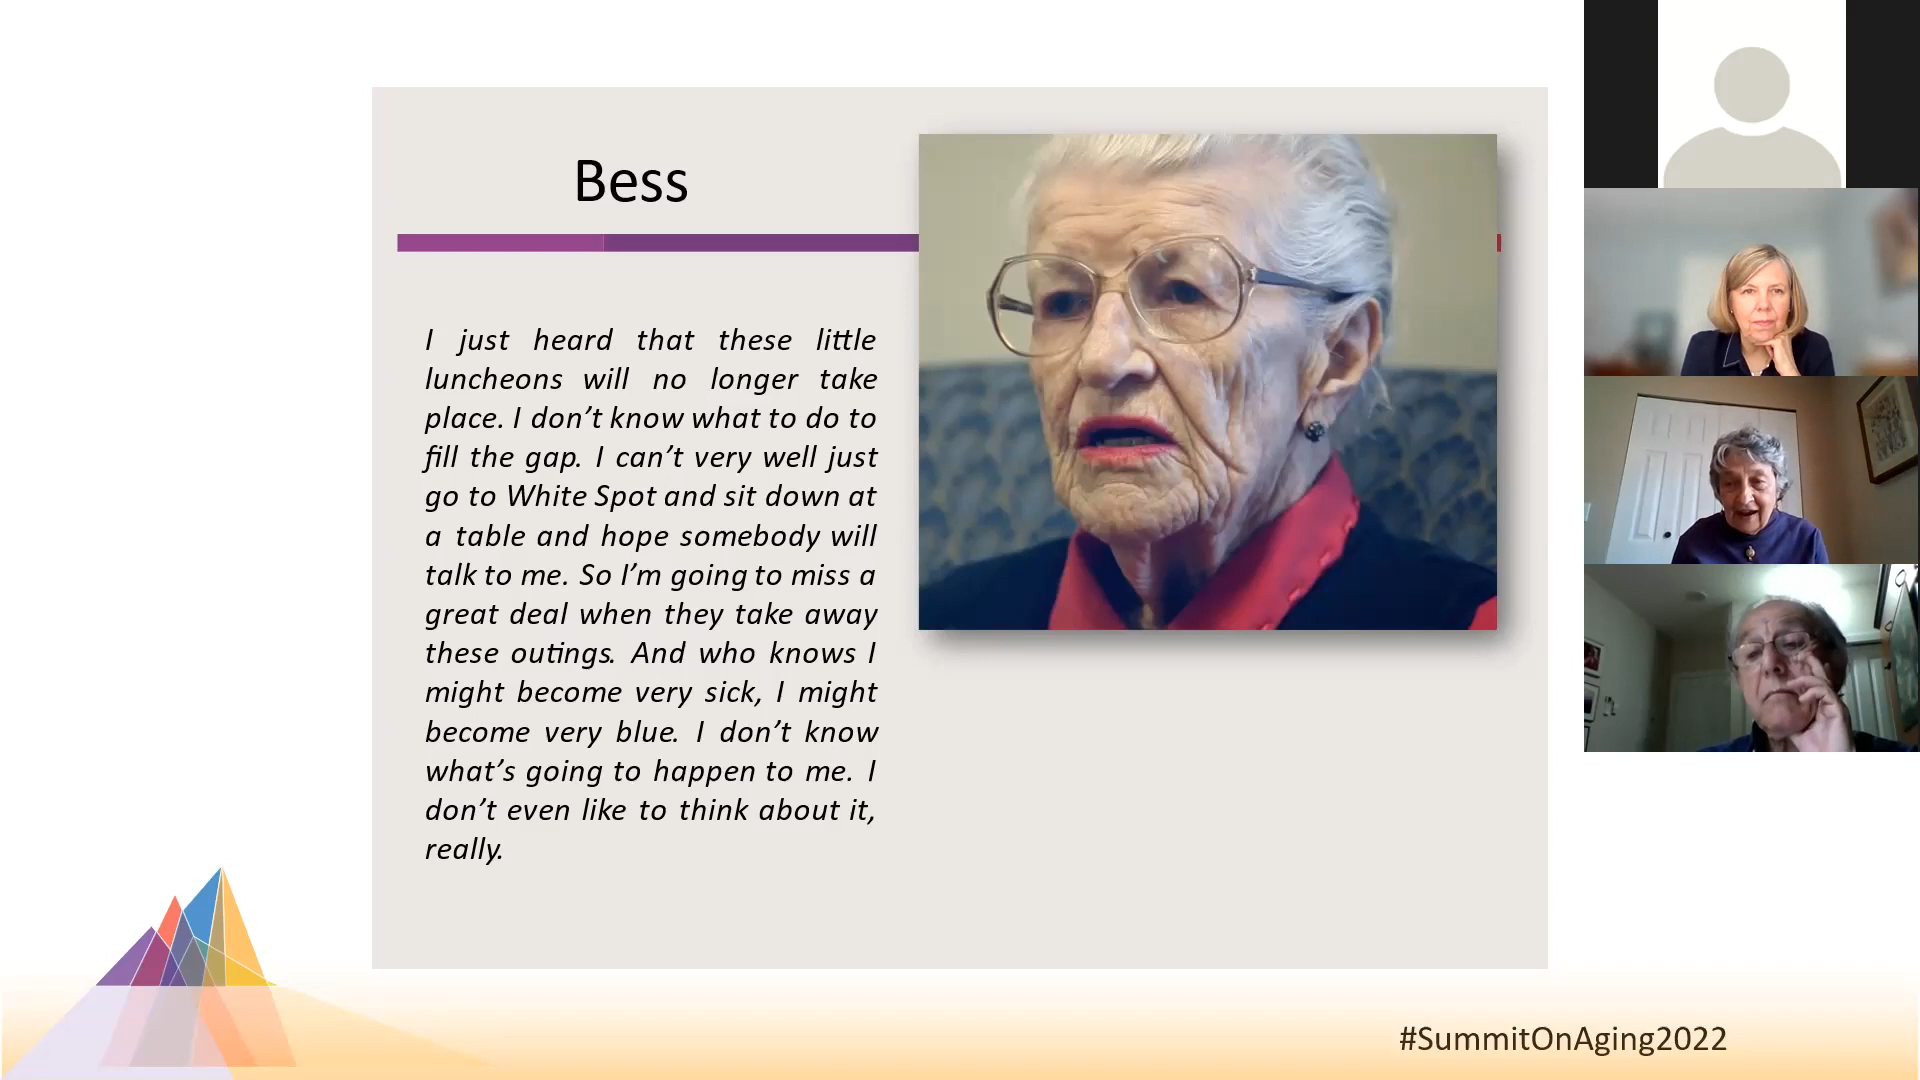 Bess
I just heard that these little
luncheons will no longer take
place. I don’t know what to do to
fill the gap. I can’t very well just
go to White Spot and sit down at
a table and hope somebody will
talk to me. So I’m going to miss a
great deal when they take away
these outings. And who knows I
might become very sick, I might
become very blue. I don’t know
what’s going to happen to me. I
don’t even like to think about it,
really.
#SummitOnAging2022